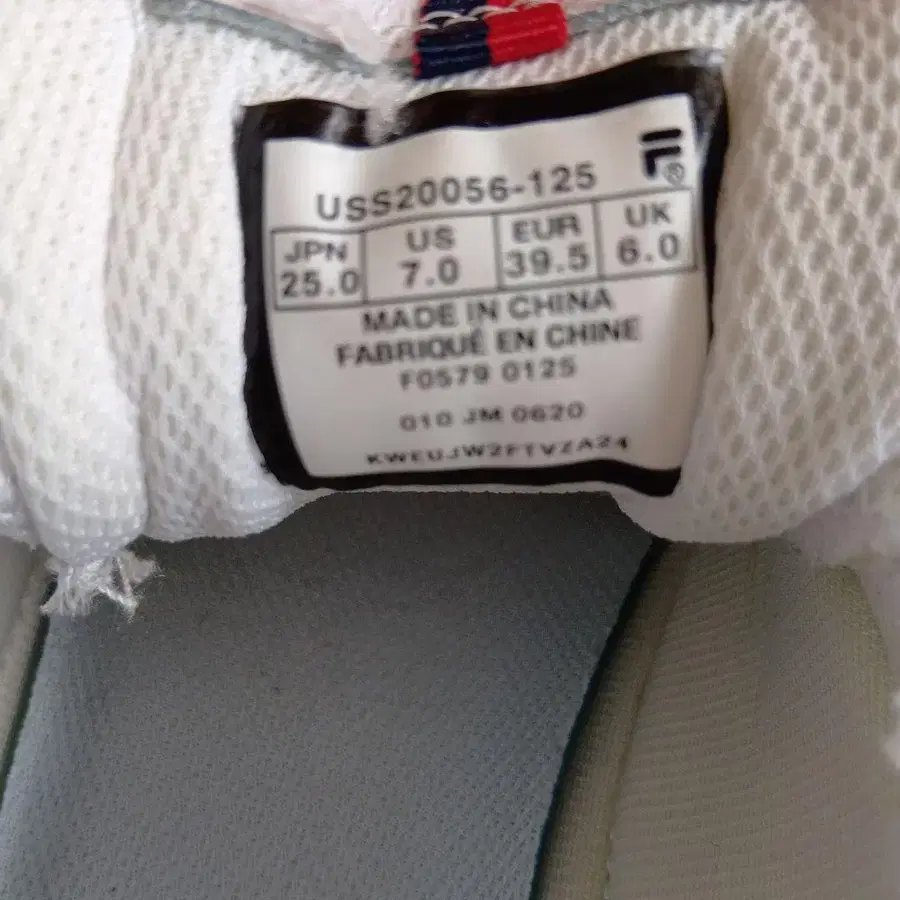 USS20056-125
F®
JPN US EUR UK
25.0 7.0 39.5 6.0
MADE IN CHINA
FABRIQUÉ EN CHINE
F0579 0125
010 JM 0620
KWEUJW2FTVZA24